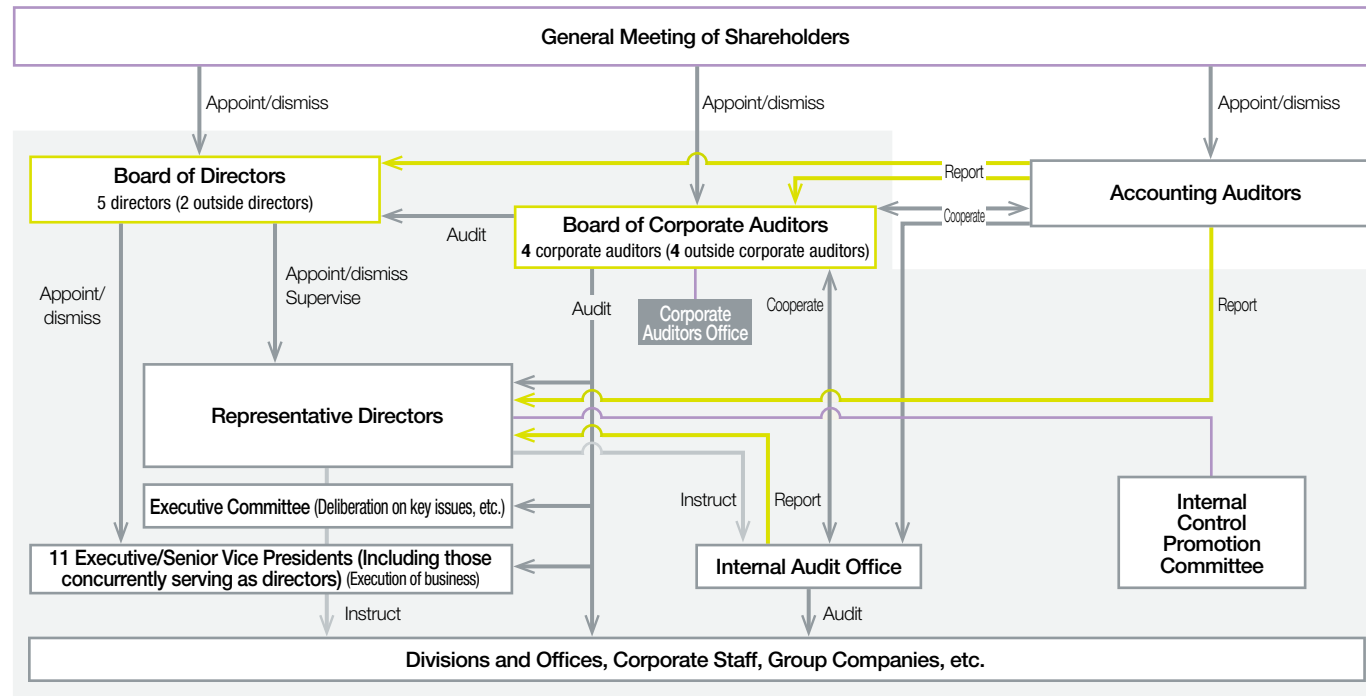 General Meeting of Shareholders
Appoint/dismiss
Appoint/dismiss
Appoint/dismiss
Board of Directors
5 directors (2 outside directors)
Report
Accounting Auditors
Board of Corporate Auditors
4 corporate auditors (4 outside corporate auditors)
Audit
Cooperate
Appoint/dismiss
Supervise
Appoint/
dismiss
Audit
Corporate
Auditors Office
Cooperate
Report
Representative Directors
Executive Committee (Deliberation on key issues, etc.)
Instruct
Report
Internal
Control
Promotion
Committee
11 Executive/Senior Vice Presidents (Including those
concurrently serving as directors) (Execution of business)
Internal Audit Office
Instruct
Audit
Divisions and Offices, Corporate Staff, Group Companies, etc.